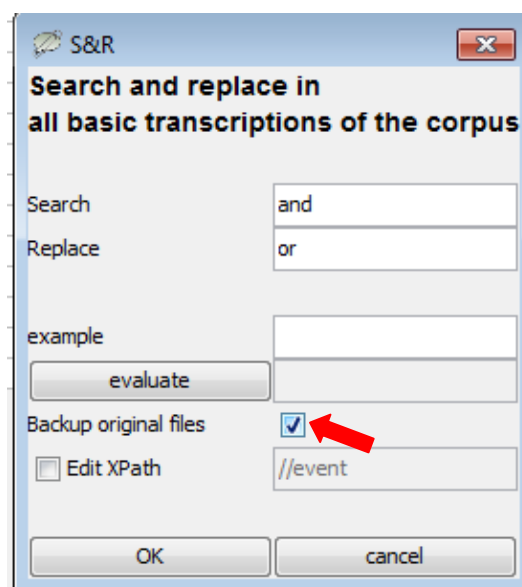 S&R
Search and replace in
all basic transcriptions of the corpus
Search and
Replace or
example
evaluate
Backup original files
Edit XPath //event
OK cancel